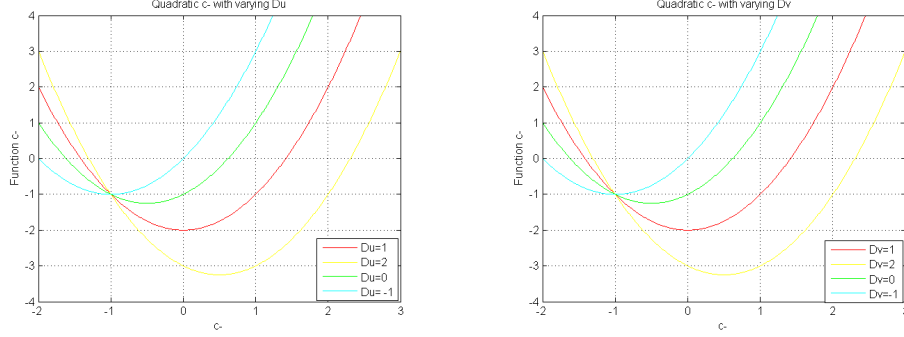 Quadratic c- with varying Du
4
3
2
1
0
-1
-2
-3
-4
Function c-
-2
-1
0
1
2
3
c-
Du=1
Du=2
Du=0
Du= -1
Quadratic c- with varying Dv
4
3
2
1
0
-1
-2
-3
-4
Function c-
-2
-1
0
1
2
3
c-
Dv=1
Dv=2
Dv=0
Dv=-1